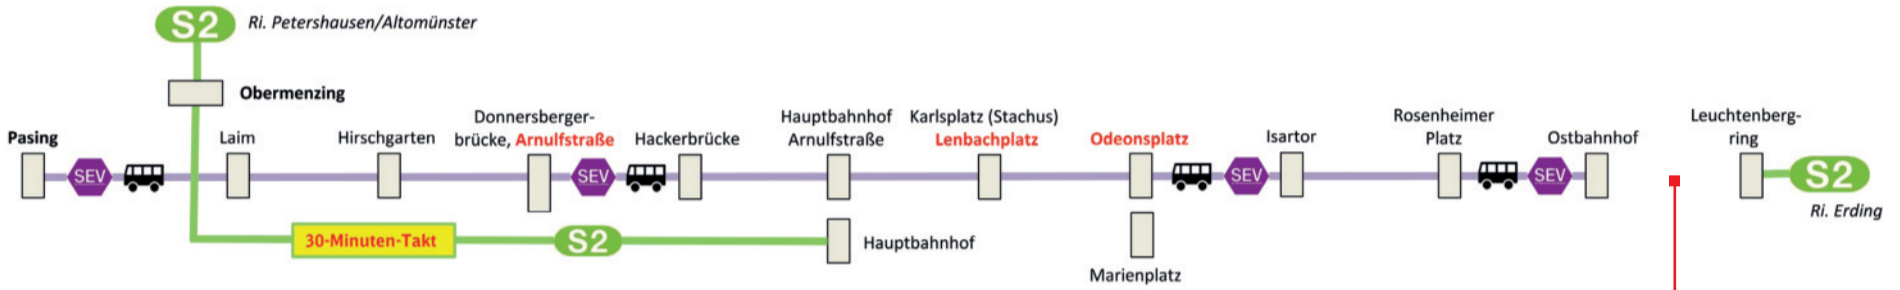 S2 Ri. Petershausen/Altomünster
Obermenzing
Pasing
SEV
Laim
Hirschgarten
Donnersberger-
brücke, Arnulfstraße
SEV
Hackerbrücke
Hauptbahnhof
Arnulfstraße
Karlsplatz (Stachus)
Lenbachplatz
Odeonsplatz
SEV
Isartor
Rosenheimer
Platz
SEV
Ostbahnhof
Leuchtenberg-
ring
S2
Ri. Erding
30-Minuten-Takt
S2
Hauptbahnhof
Marienplatz